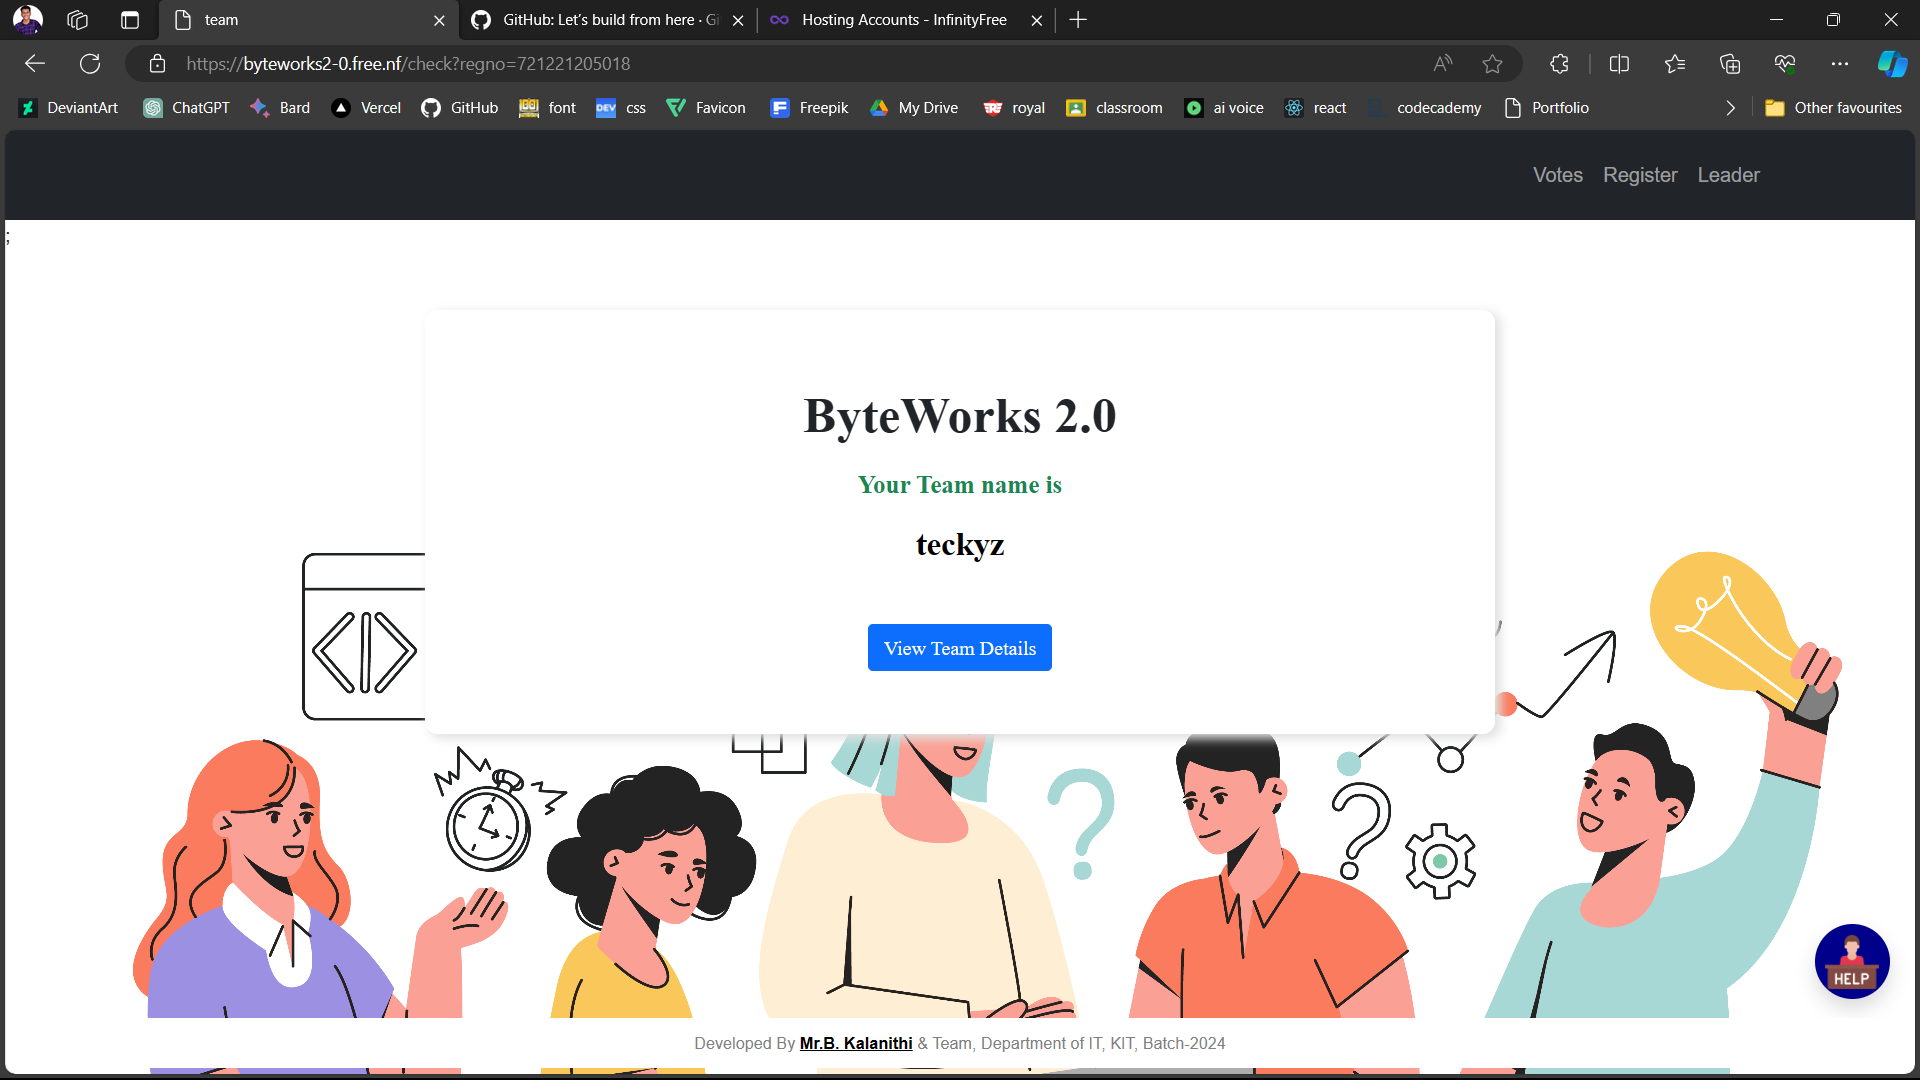 team
GitHub: Let's build from here · Gi
Hosting Accounts - InfinityFree
https://byteworks2-0.free.nf/check?regno=721221205018
DeviantArt
ChatGPT
Bard
Vercel
GitHub
font
DEV
css
Favicon
Freepik
My Drive
royal
classroom
ai voice
react
codecademy
Portfolio
Other favourites
Votes
Register
Leader
;
ByteWorks 2.0
Your Team name is
teckyz
View Team Details
HELP
Developed By Mr.B. Kalanithi & Team, Department of IT, KIT, Batch-2024